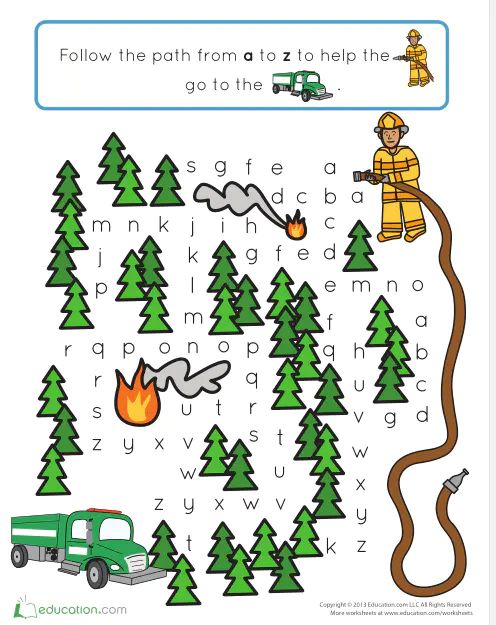 Follow the path from a to z to help the
go to the .
s g f e a
d c b a
m n k j i h c
j k g f e d
p l e m n o
m f a
r q p o n o p q h b
r q u c
s u t r v g d
z y x v s t w
w u x
z y x w v y
t k z
Copyright © 2013 Education.com LLC All Rights Reserved
More worksheets at www.education.com/worksheets
education.com